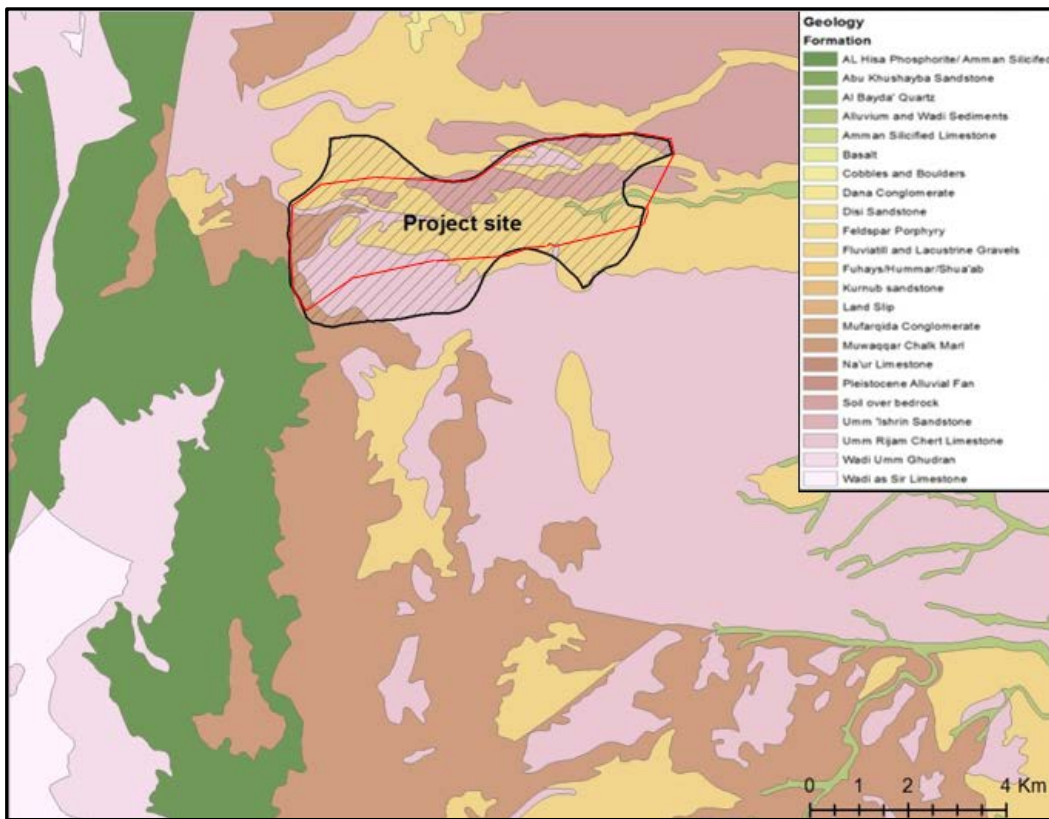 Geology
Formation
AL Hisa Phosphorite/ Amman Silicifed
Abu Khushayba Sandstone
Al Bayda' Quartz
Alluvium and Wadi Sediments
Amman Silicified Limestone
Basalt
Cobbles and Boulders
Dana Conglomerate
Disi Sandstone
Feldspar Porphyry
Fluviatill and Lacustrine Gravels
Fuhays/Hummar/Shua'ab
Kurnub sandstone
Land Slip
Mufarqida Conglomerate
Muwaqqar Chalk Marl
Na'ur Limestone
Pleistocene Alluvial Fan
Soil over bedrock
Umm 'Ishrin Sandstone
Umm Rijam Chert Limestone
Wadi Umm Ghudran
Wadi as Sir Limestone
Project site
0 1 2 4 Km